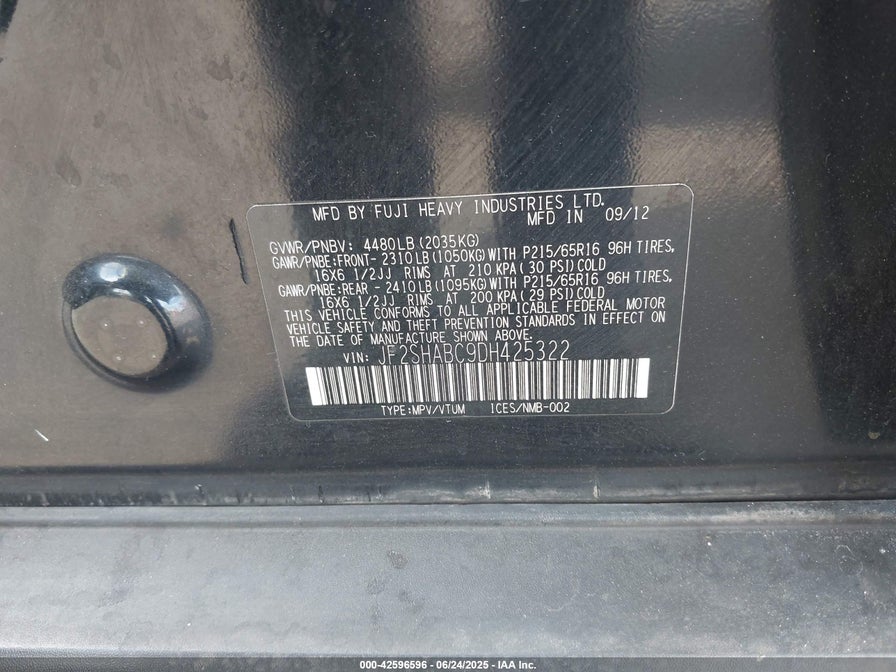 MFD BY FUJI HEAVY INDUSTRIES LTD.
MFD IN 09/12
GVWR/PNBV: 4480LB(2035KG)
GAWR/PNBE:FRONT- 2310LB(1050KG)WITH P215/65R16 96H TIRES,
16X6 1/2JJ RIMS AT 210 KPA(30 PSI)COLD
GAWR/PNBE:REAR - 2410LB(1095KG)WITH P215/65R16 96H TIRES,
16X6 1/2JJ RIMS AT 200 KPA(29 PSI)COLD
THIS VEHICLE CONFORMS TO ALL APPLICABLE FEDERAL MOTOR
VEHICLE SAFETY AND THEFT PREVENTION STANDARDS IN EFFECT ON
THE DATE OF MANUFACTURE SHOWN ABOVE.
VIN: JF2SHABC9DH425322
TYPE:MPV/VTUM ICES/NMB-002
000-42596596 - 06/24/2025 - IAA Inc.